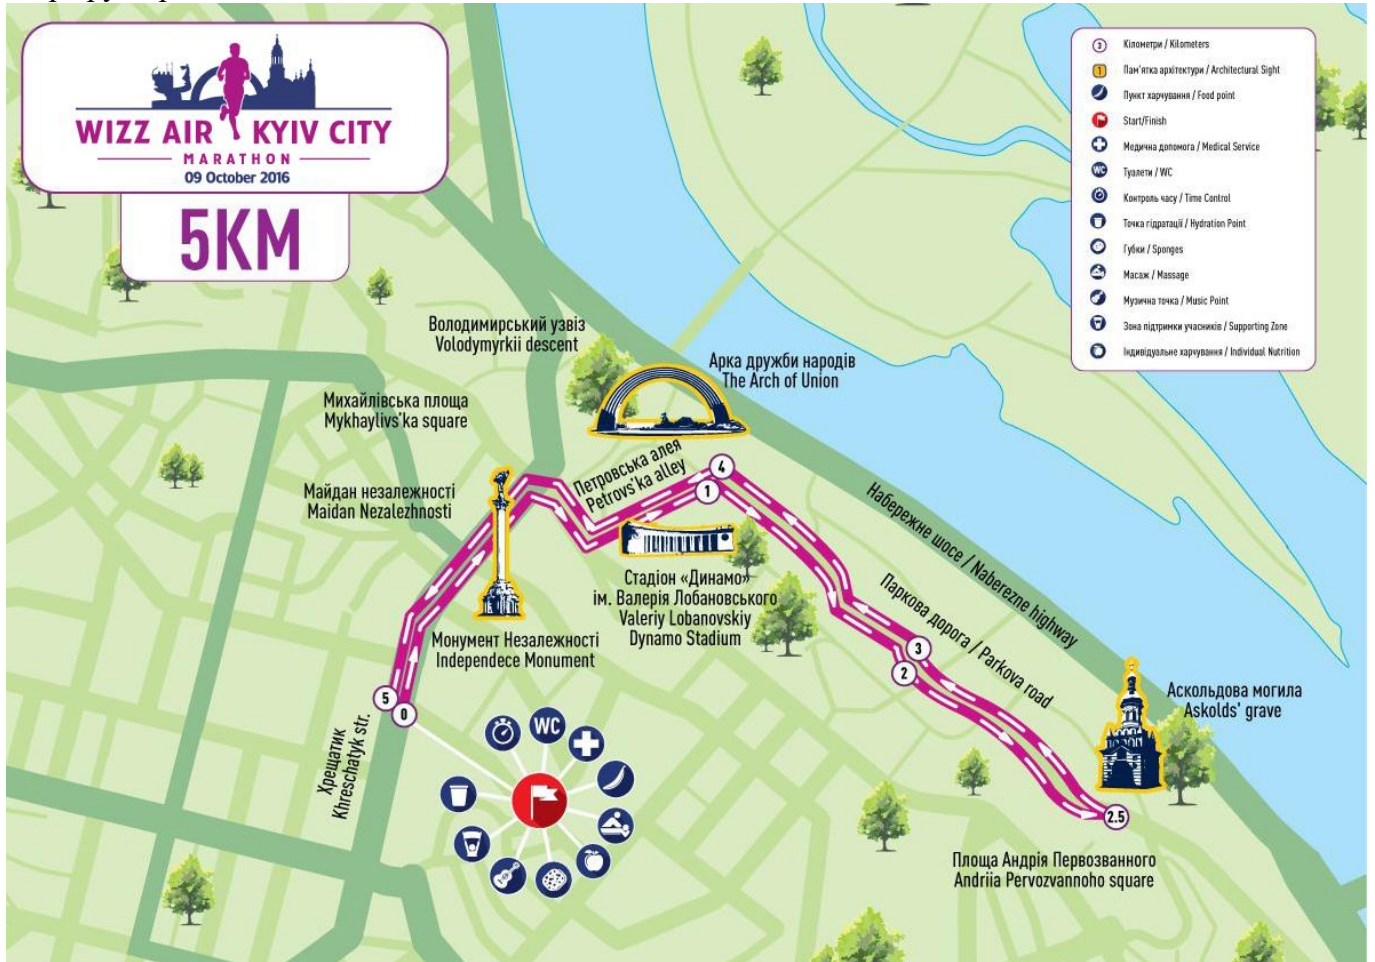 WIZZ AIR KYIV CITY
MARATHON
09 October 2016
5KM
3 Кілометри / Kilometers
1 Пам'ятка архітектури / Architectural Sight
Пункт харчування / Food point
Start/Finish
Медична допомога / Medical Service
WC Туалети / WC
Контроль часу / Time Control
Точка гідратації / Hydration Point
Губки / Sponges
Масаж / Massage
Музична точка / Music Point
Зона підтримки учасників / Supporting Zone
Індивідуальне харчування / Individual Nutrition
Володимирський узвіз
Volodymyrkii descent
Арка дружби народів
The Arch of Union
Михайлівська площа
Mykhaylivs'ka square
Майдан незалежності
Maidan Nezalezhnosti
Петровська алея
Petrovs'ka alley
4
1
Набережне шосе / Naberezne highway
Стадіон «Динамо»
ім. Валерія Лобановського
Valeriy Lobanovskiy
Dynamo Stadium
Паркова дорога / Parkova road
Монумент Незалежності
Independece Monument
3
2
Аскольдова могила
Askolds' grave
5
0
Хрещатик
Khreschatyk str.
WC
2.5
Площа Андрія Первозванного
Andriia Pervozvannoho square